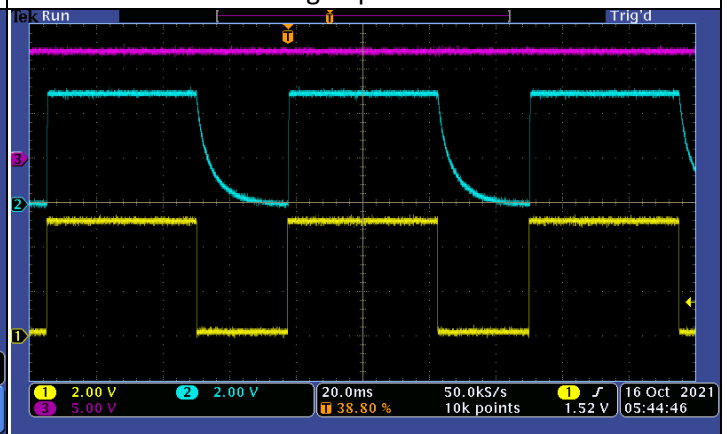 Tek Run Trig'd
T
T
3
2
1
1 2.00 V 2 2.00 V 20.0ms 50.0kS/s 1 16 Oct 2021
3 5.00 V T 38.80 % 10k points 1.52 V 05:44:46